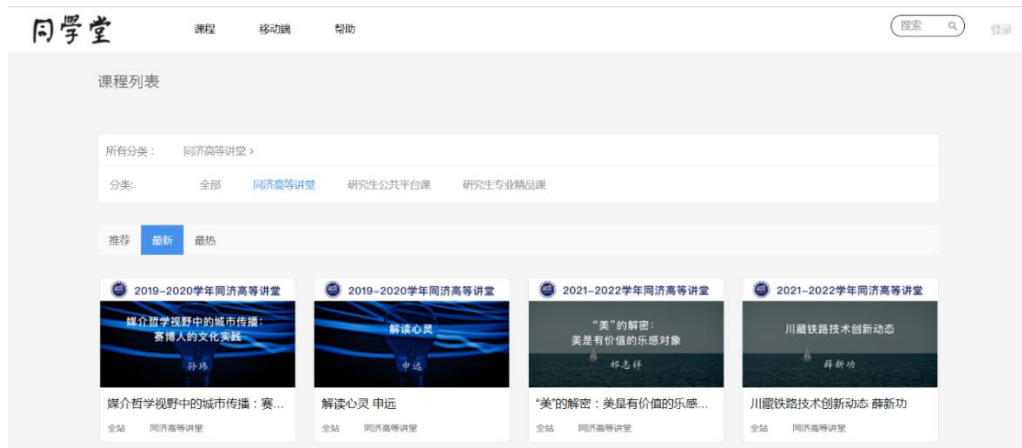 同学堂 课程 移动端 帮助 搜索 登录
课程列表
所有分类： 同济高等讲堂 >
分类: 全部 同济高等讲堂 研究生公共平台课 研究生专业精品课
推荐 最新 最热
2019-2020学年同济高等讲堂
媒介哲学视野中的城市传播：
赛博人的文化实践
孙玮
媒介哲学视野中的城市传播：赛...
全站 同济高等讲堂
2019-2020学年同济高等讲堂
解读心灵
申远
解读心灵 申远
全站 同济高等讲堂
2021-2022学年同济高等讲堂
“美”的解密：
美是有价值的乐感对象
祁志祥
“美”的解密：美是有价值的乐感...
全站 同济高等讲堂
2021-2022学年同济高等讲堂
川藏铁路技术创新动态
薛新功
川藏铁路技术创新动态 薛新功
全站 同济高等讲堂